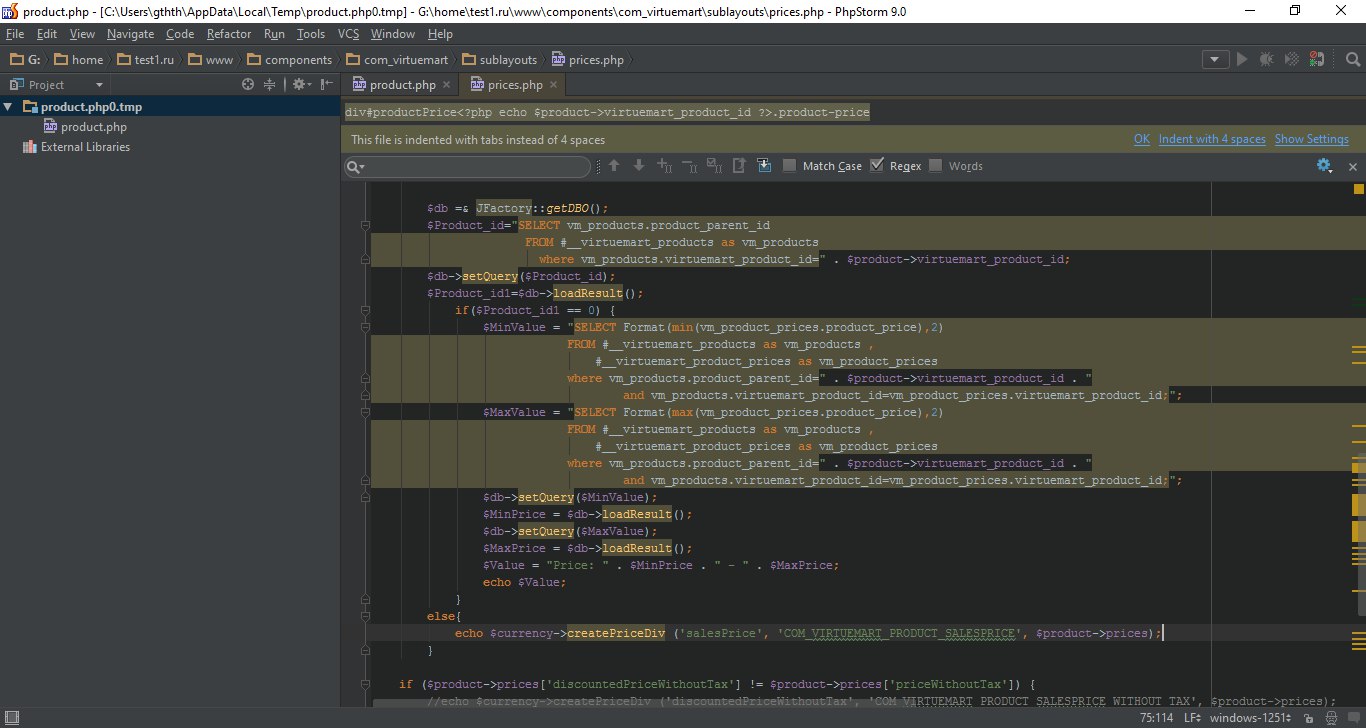 product.php - [C:\Users\gthth\AppData\Local\Temp\product.php0.tmp] - G:\home\test1.ru\www\components\com_virtuemart\sublayouts\prices.php - PhpStorm 9.0
File Edit View Navigate Code Refactor Run Tools VCS Window Help
G: home test1.ru www components com_virtuemart sublayouts prices.php
Project product.php prices.php
product.php0.tmp
product.php
External Libraries
div#productPrice<?php echo $product->virtuemart_product_id ?>.product-price
This file is indented with tabs instead of 4 spaces OK Indent with 4 spaces Show Settings
Match Case Regex Words
$db =& JFactory::getDBO();
$Product_id="SELECT vm_products.product_parent_id
FROM #__virtuemart_products as vm_products
where vm_products.virtuemart_product_id=" . $product->virtuemart_product_id;
$db->setQuery($Product_id);
$Product_id1=$db->loadResult();
if($Product_id1 == 0) {
$MinValue = "SELECT Format(min(vm_product_prices.product_price),2)
FROM #__virtuemart_products as vm_products ,
#__virtuemart_product_prices as vm_product_prices
where vm_products.product_parent_id=" . $product->virtuemart_product_id . "
and vm_products.virtuemart_product_id=vm_product_prices.virtuemart_product_id;";
$MaxValue = "SELECT Format(max(vm_product_prices.product_price),2)
FROM #__virtuemart_products as vm_products ,
#__virtuemart_product_prices as vm_product_prices
where vm_products.product_parent_id=" . $product->virtuemart_product_id . "
and vm_products.virtuemart_product_id=vm_product_prices.virtuemart_product_id;";
$db->setQuery($MinValue);
$MinPrice = $db->loadResult();
$db->setQuery($MaxValue);
$MaxPrice = $db->loadResult();
$Value = "Price: " . $MinPrice . " - " . $MaxPrice;
echo $Value;
}
else{
echo $currency->createPriceDiv ('salesPrice', 'COM_VIRTUEMART_PRODUCT_SALESPRICE', $product->prices);
}
if ($product->prices['discountedPriceWithoutTax'] != $product->prices['priceWithoutTax']) {
//echo $currency->createPriceDiv ('discountedPriceWithoutTax', 'COM_VIRTUEMART_PRODUCT_SALESPRICE_WITHOUT_TAX', $product->prices);
75:114 LF÷ windows-1251÷